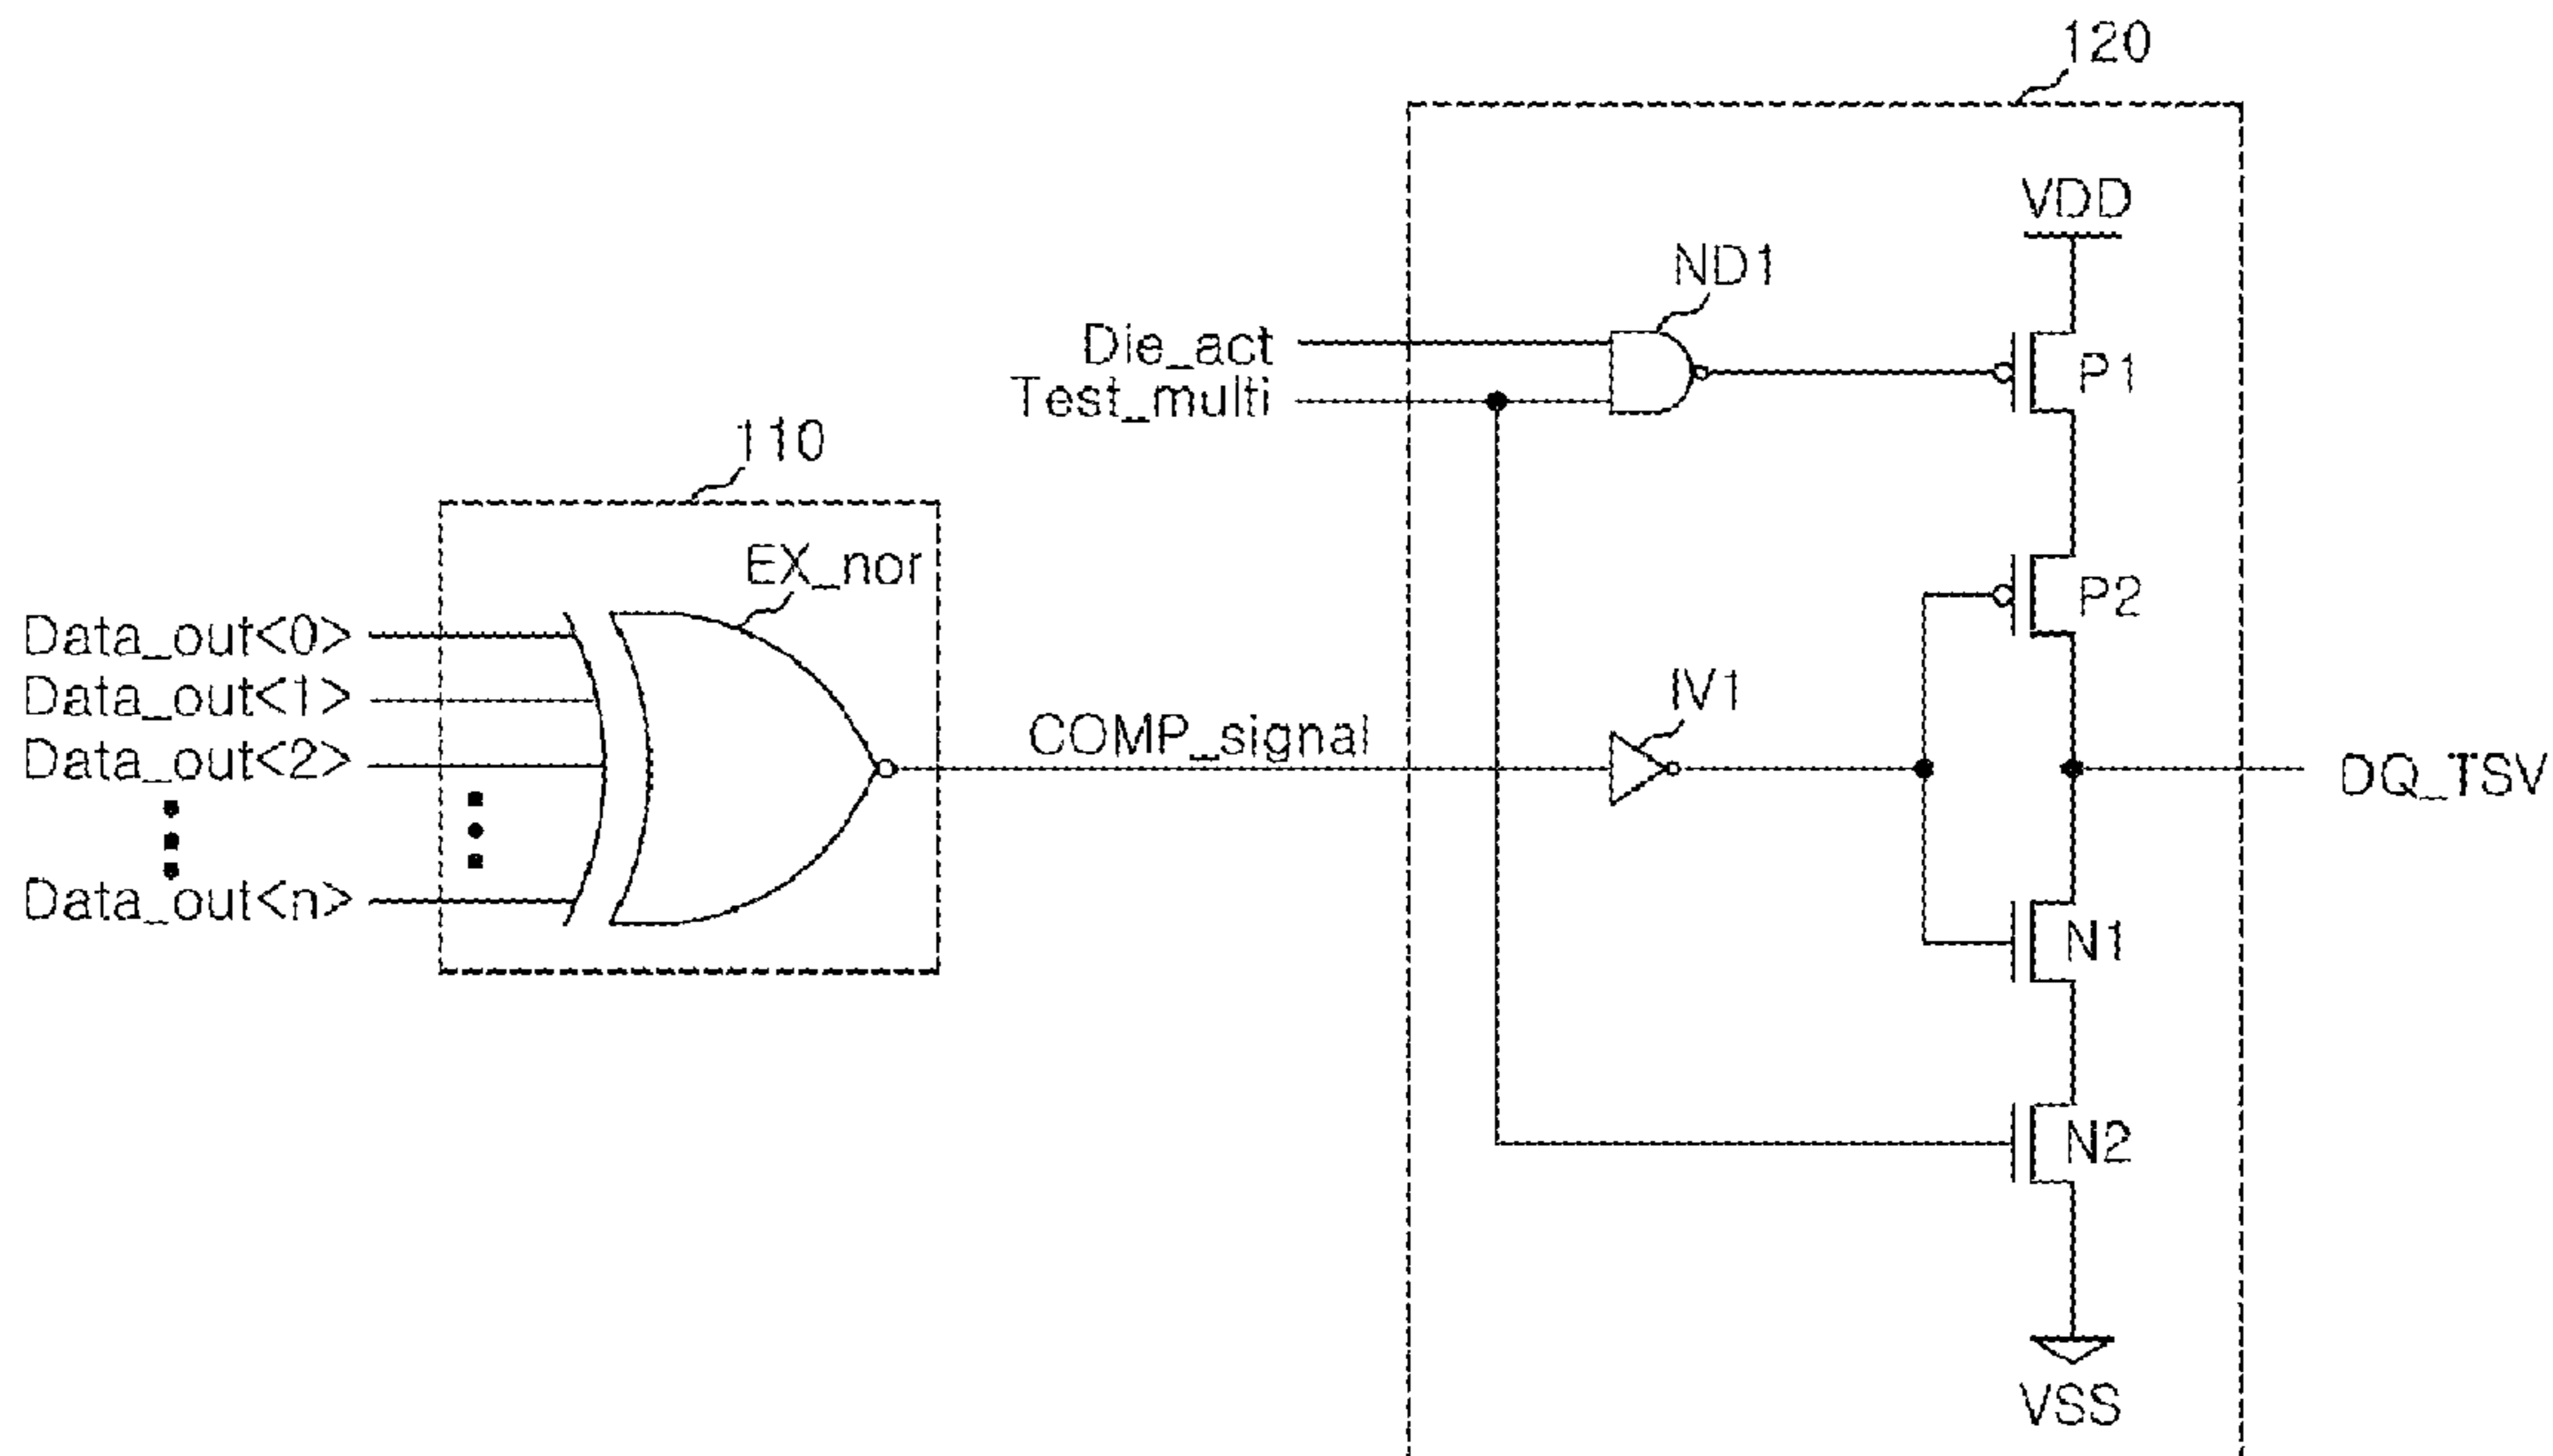 120
VDD
ND1
Die_act
P1
Test_multi
110
EX_nor
P2
Data_out<0>
Data_out<1>
IV1
Data_out<2>
COMP_signal
DQ_TSV
Data_out<n>
N1
N2
VSS